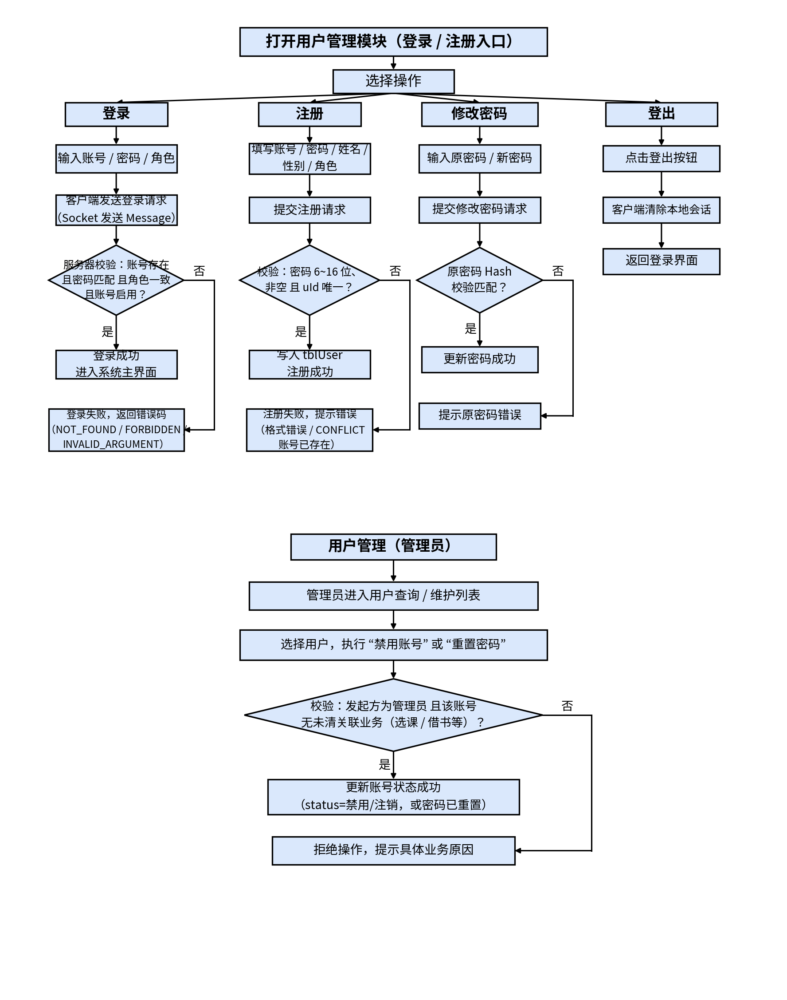 打开用户管理模块（登录 / 注册入口）
选择操作
登录
输入账号 / 密码 / 角色
客户端发送登录请求
（Socket 发送 Message）
服务器校验：账号存在
且密码匹配 且角色一致
且账号启用？
否
是
登录成功
进入系统主界面
登录失败，返回错误码
（NOT_FOUND / FORBIDDEN /
INVALID_ARGUMENT）
注册
填写账号 / 密码 / 姓名 /
性别 / 角色
提交注册请求
校验：密码 6~16 位、
非空 且 uId 唯一？
否
是
写入 tblUser
注册成功
注册失败，提示错误
（格式错误 / CONFLICT
账号已存在）
修改密码
输入原密码 / 新密码
提交修改密码请求
原密码 Hash
校验匹配？
否
是
更新密码成功
提示原密码错误
登出
点击登出按钮
客户端清除本地会话
返回登录界面
用户管理（管理员）
管理员进入用户查询 / 维护列表
选择用户，执行 “禁用账号” 或 “重置密码”
校验：发起方为管理员 且该账号
无未清关联业务（选课 / 借书等）？
否
是
更新账号状态成功
（status=禁用/注销，或密码已重置）
拒绝操作，提示具体业务原因